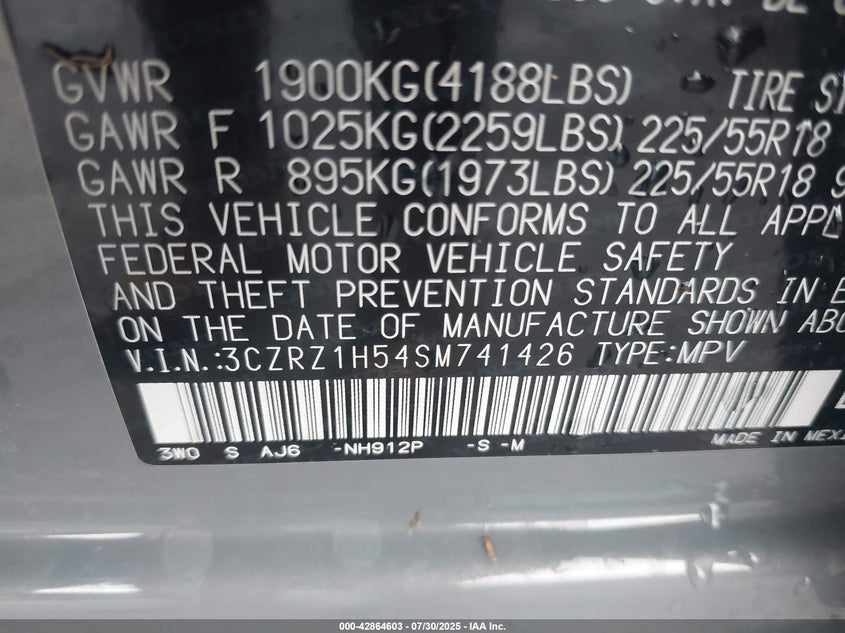 GVWR 1900KG(4188LBS) TIRE
GAWR F 1025KG(2259LBS) 225/55R18
GAWR R 895KG(1973LBS) 225/55R18
THIS VEHICLE CONFORMS TO ALL
FEDERAL MOTOR VEHICLE SAFETY
AND THEFT PREVENTION STANDARDS IN
ON THE DATE OF MANUFACTURE SHOWN
V.I.N.:3CZRZ1H54SM741426 TYPE:MPV
3W0 S AJ6 -NH912P -S -M MADE IN
000-42864603 / 07/30/2025 - IAA Inc.